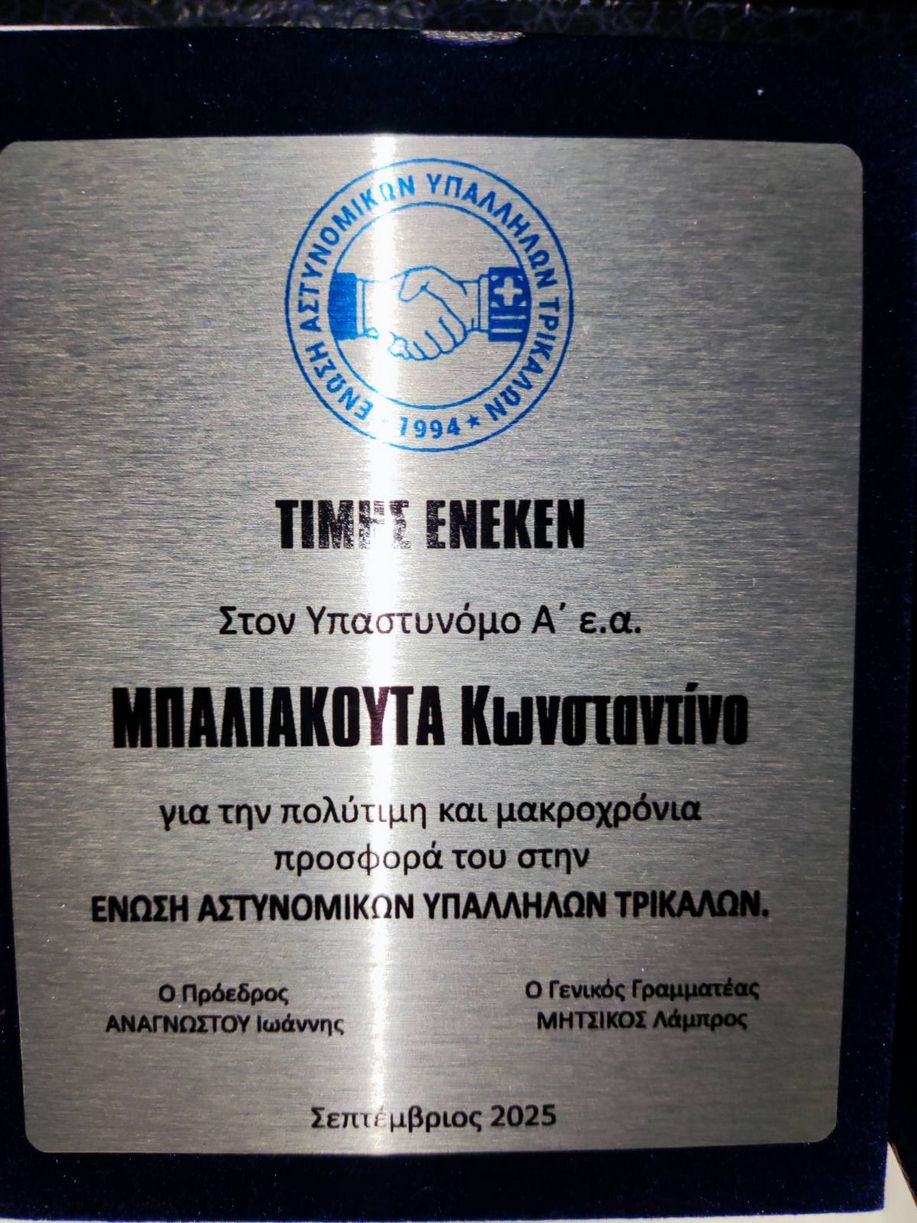 ΕΝΩΣΗ ΑΣΤΥΝΟΜΙΚΩΝ ΥΠΑΛΛΗΛΩΝ ΤΡΙΚΑΛΩΝ
★ 1994 ★
ΤΙΜΗΣ ΕΝΕΚΕΝ
Στον Υπαστυνόμο Α΄ ε.α.
ΜΠΑΛΙΑΚΟΥΤΑ Κωνσταντίνο
για την πολύτιμη και μακροχρόνια
προσφορά του στην
ΕΝΩΣΗ ΑΣΤΥΝΟΜΙΚΩΝ ΥΠΑΛΛΗΛΩΝ ΤΡΙΚΑΛΩΝ.
Ο Πρόεδρος
ΑΝΑΓΝΩΣΤΟΥ Ιωάννης
Ο Γενικός Γραμματέας
ΜΗΤΣΙΚΟΣ Λάμπρος
Σεπτέμβριος 2025